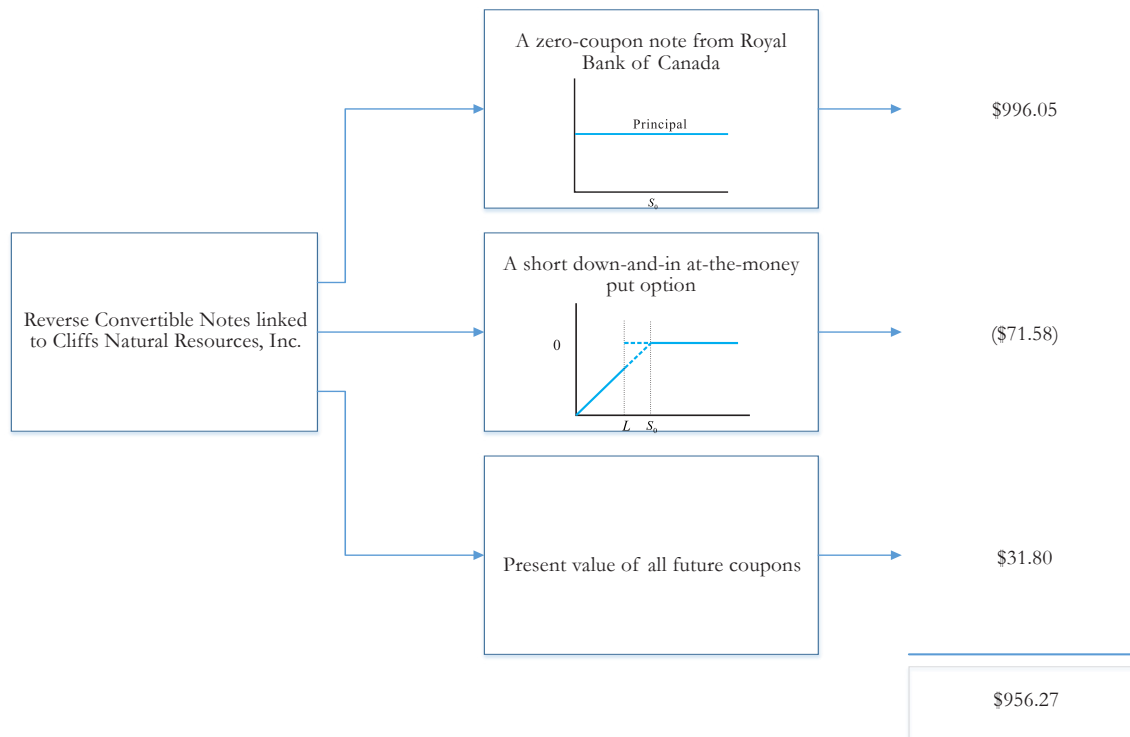 A zero-coupon note from Royal
Bank of Canada
Principal
S₀
$996.05
Reverse Convertible Notes linked
to Cliffs Natural Resources, Inc.
A short down-and-in at-the-money
put option
0
L S₀
($71.58)
Present value of all future coupons
$31.80
$956.27